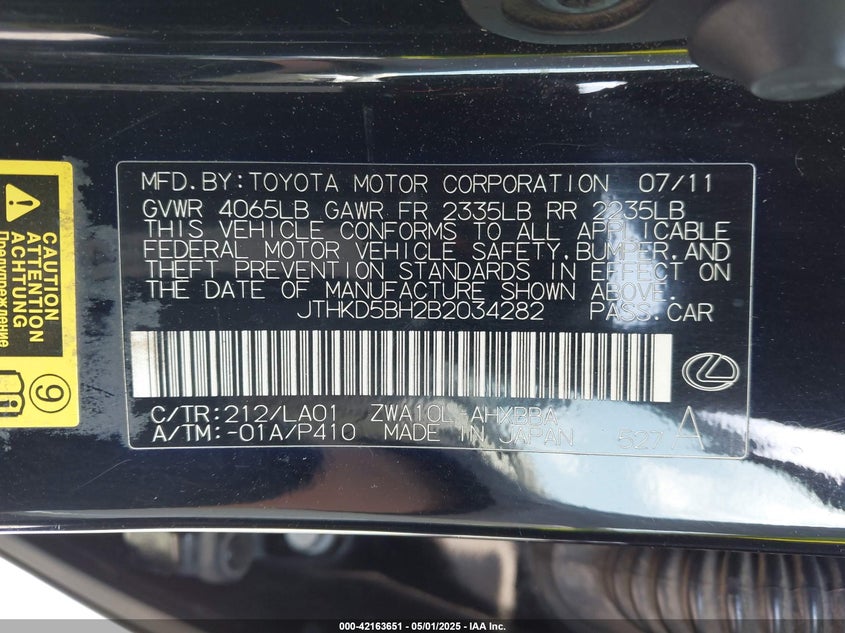 MFD.BY:TOYOTA MOTOR CORPORATION 07/11
GVWR 4065LB GAWR FR 2335LB RR 2235LB
THIS VEHICLE CONFORMS TO ALL APPLICABLE
FEDERAL MOTOR VEHICLE SAFETY,BUMPER,AND
THEFT PREVENTION STANDARDS IN EFFECT ON
THE DATE OF MANUFACTURE SHOWN ABOVE.
JTHKD5BH2B2034282 PASS.CAR
C/TR:212/LA01 ZWA10L-AHXBBA
A/TM:-01A/P410 MADE IN JAPAN 527 A
CAUTION
ATTENTION
ACHTUNG
Предупреждение
9
000-42163651 - 05/01/2025 - IAA Inc.